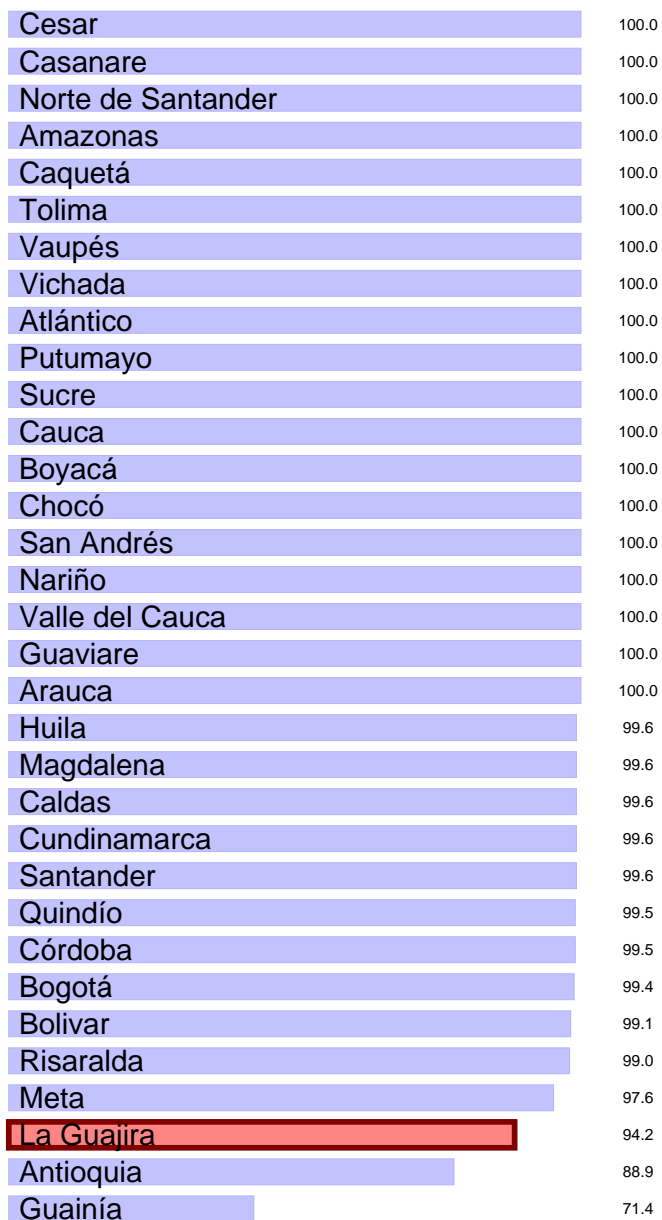 Cesar 100.0
Casanare 100.0
Norte de Santander 100.0
Amazonas 100.0
Caquetá 100.0
Tolima 100.0
Vaupés 100.0
Vichada 100.0
Atlántico 100.0
Putumayo 100.0
Sucre 100.0
Cauca 100.0
Boyacá 100.0
Chocó 100.0
San Andrés 100.0
Nariño 100.0
Valle del Cauca 100.0
Guaviare 100.0
Arauca 100.0
Huila 99.6
Magdalena 99.6
Caldas 99.6
Cundinamarca 99.6
Santander 99.6
Quindío 99.5
Córdoba 99.5
Bogotá 99.4
Bolivar 99.1
Risaralda 99.0
Meta 97.6
La Guajira 94.2
Antioquia 88.9
Guainía 71.4